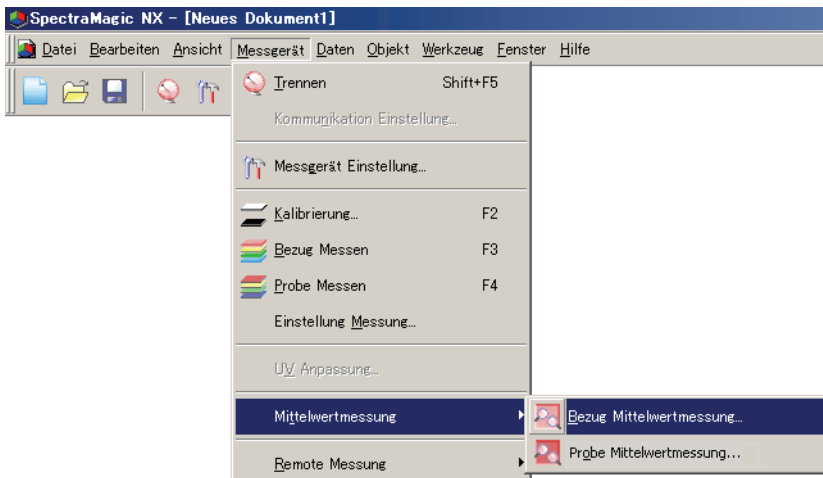 SpectraMagic NX - [Neues Dokument1]
Datei Bearbeiten Ansicht Messgerät Daten Objekt Werkzeug Fenster Hilfe
Trennen Shift+F5
Kommunikation Einstellung...
Messgerät Einstellung...
Kalibrierung... F2
Bezug Messen F3
Probe Messen F4
Einstellung Messung...
UV Anpassung...
Mittelwertmessung
Bezug Mittelwertmessung...
Probe Mittelwertmessung...
Remote Messung